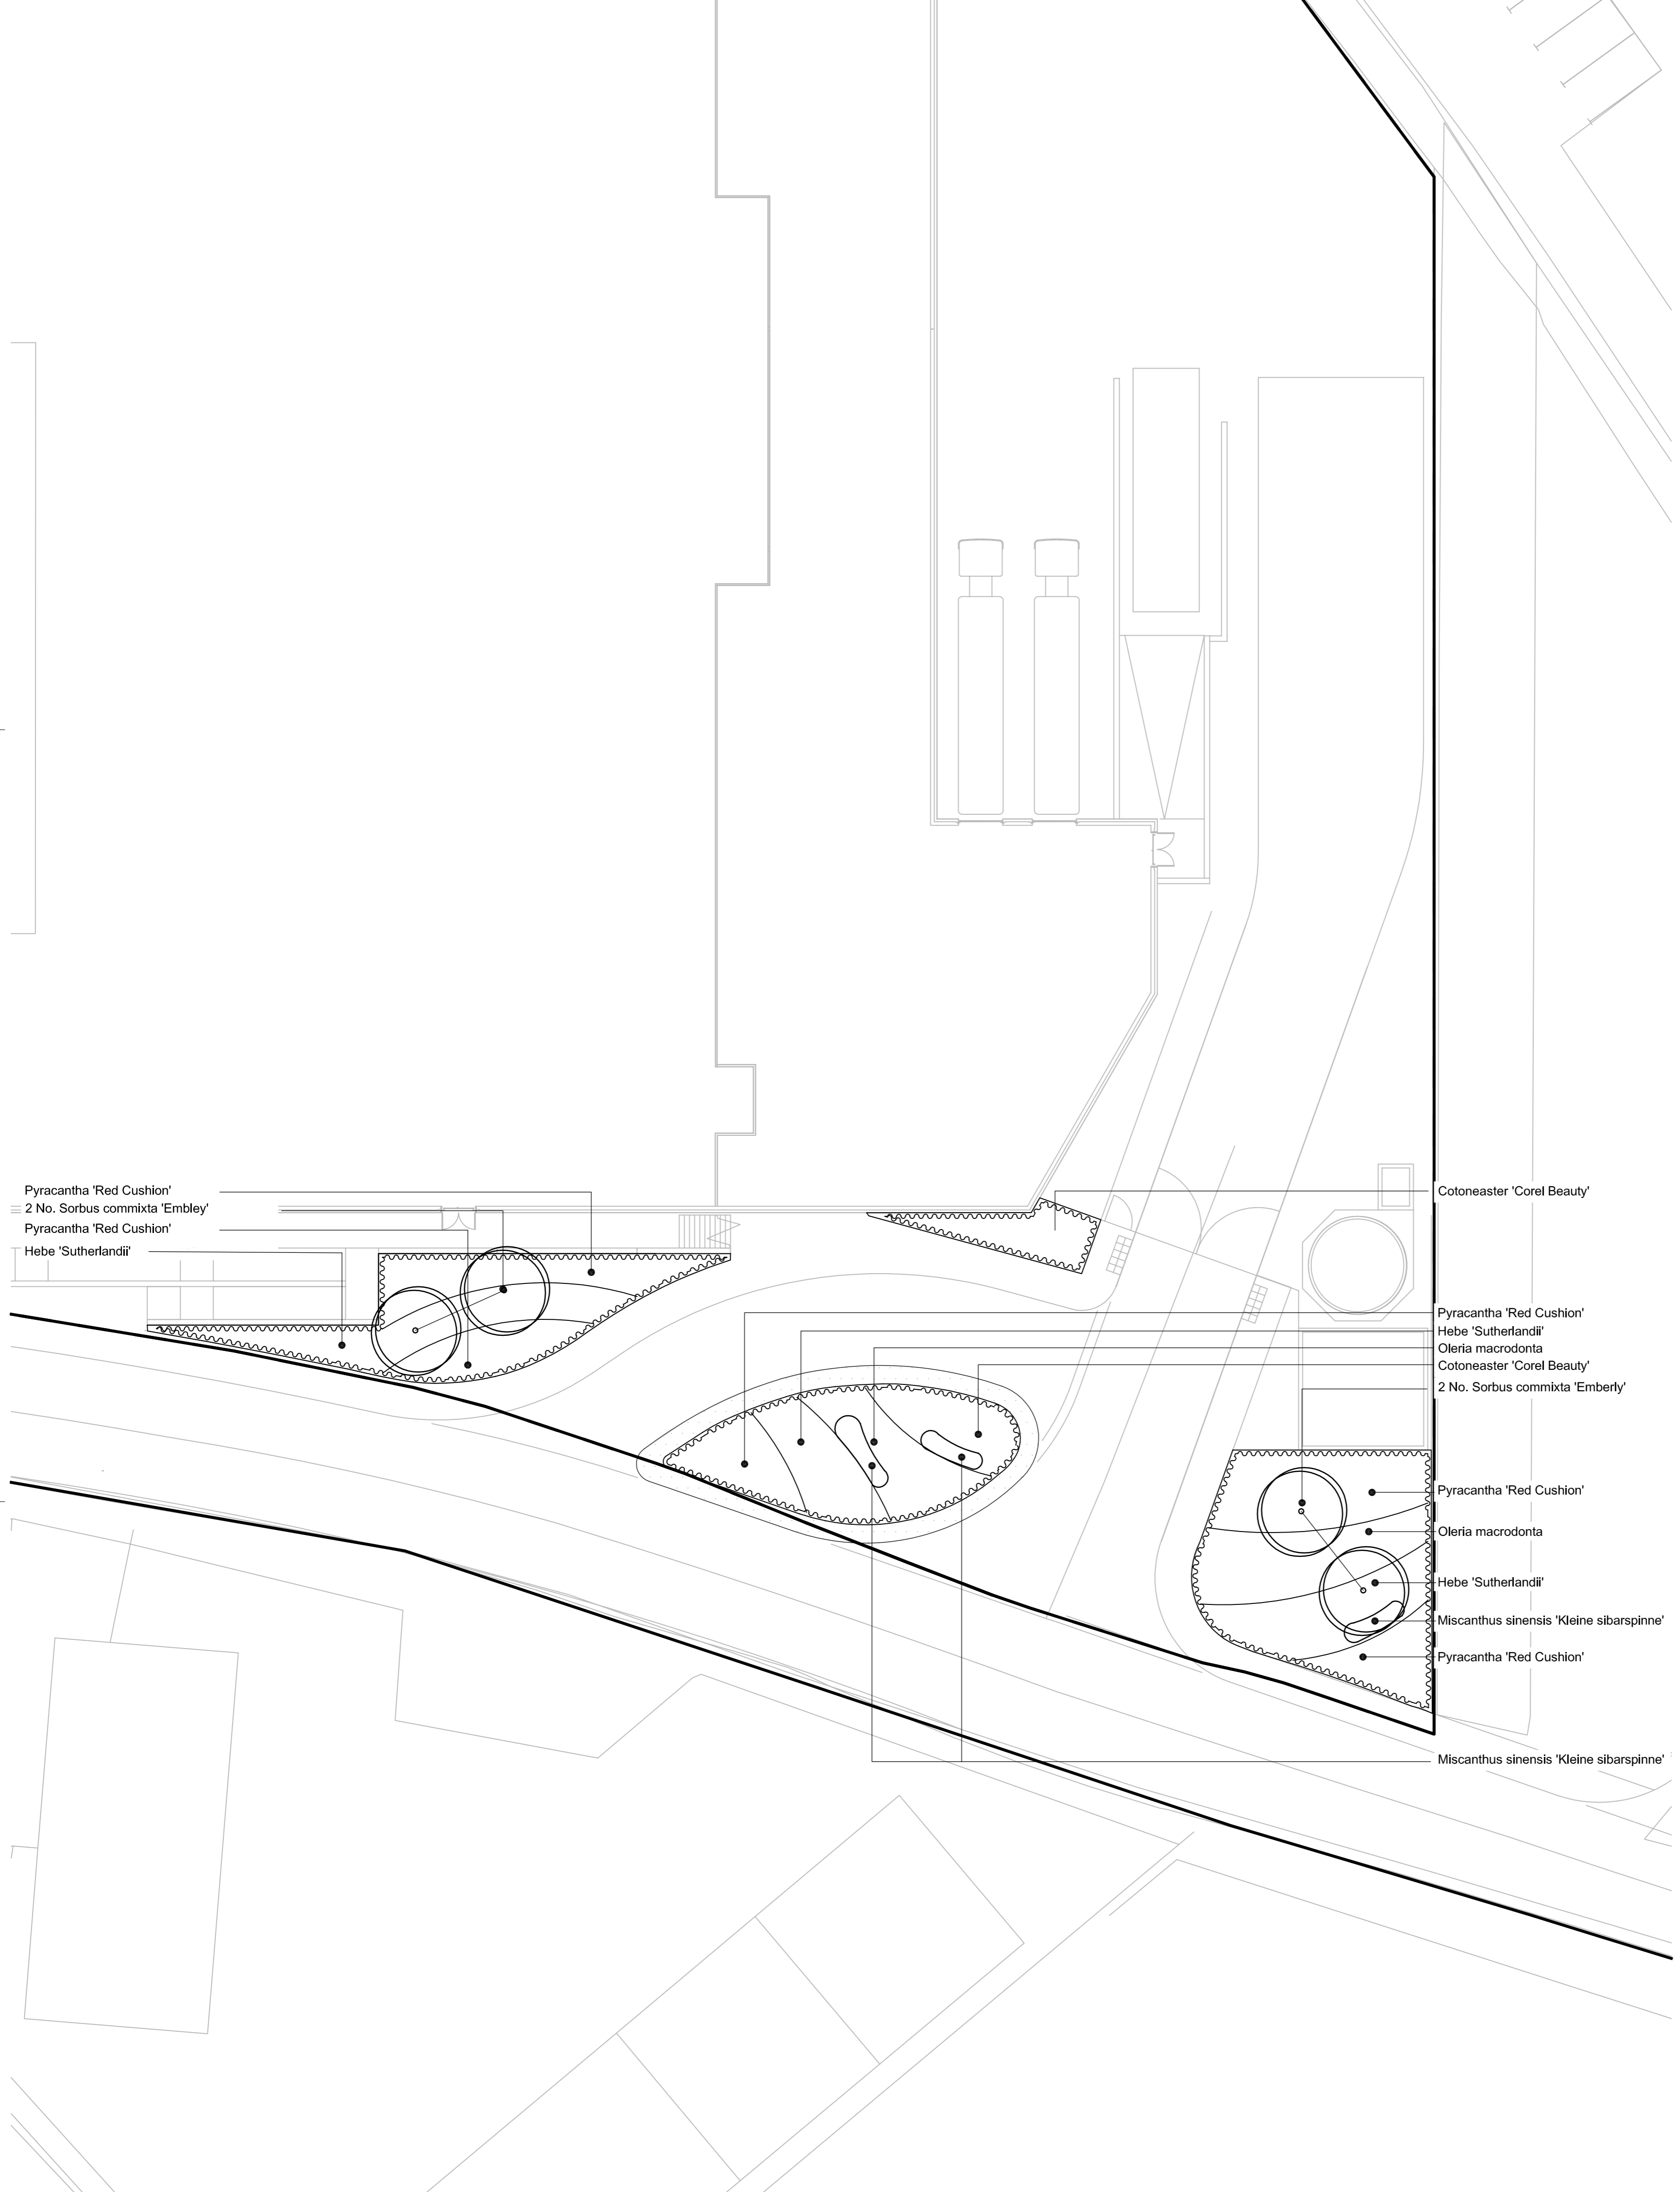 Pyracantha 'Red Cushion'
2 No. Sorbus commixta 'Embley'
Pyracantha 'Red Cushion'
Hebe 'Sutherlandii'
Cotoneaster 'Corel Beauty'
Pyracantha 'Red Cushion'
Hebe 'Sutherlandii'
Oleria macrodonta
Cotoneaster 'Corel Beauty'
2 No. Sorbus commixta 'Emberly'
Pyracantha 'Red Cushion'
Oleria macrodonta
Hebe 'Sutherlandii'
Miscanthus sinensis 'Kleine sibarspinne'
Pyracantha 'Red Cushion'
Miscanthus sinensis 'Kleine sibarspinne'